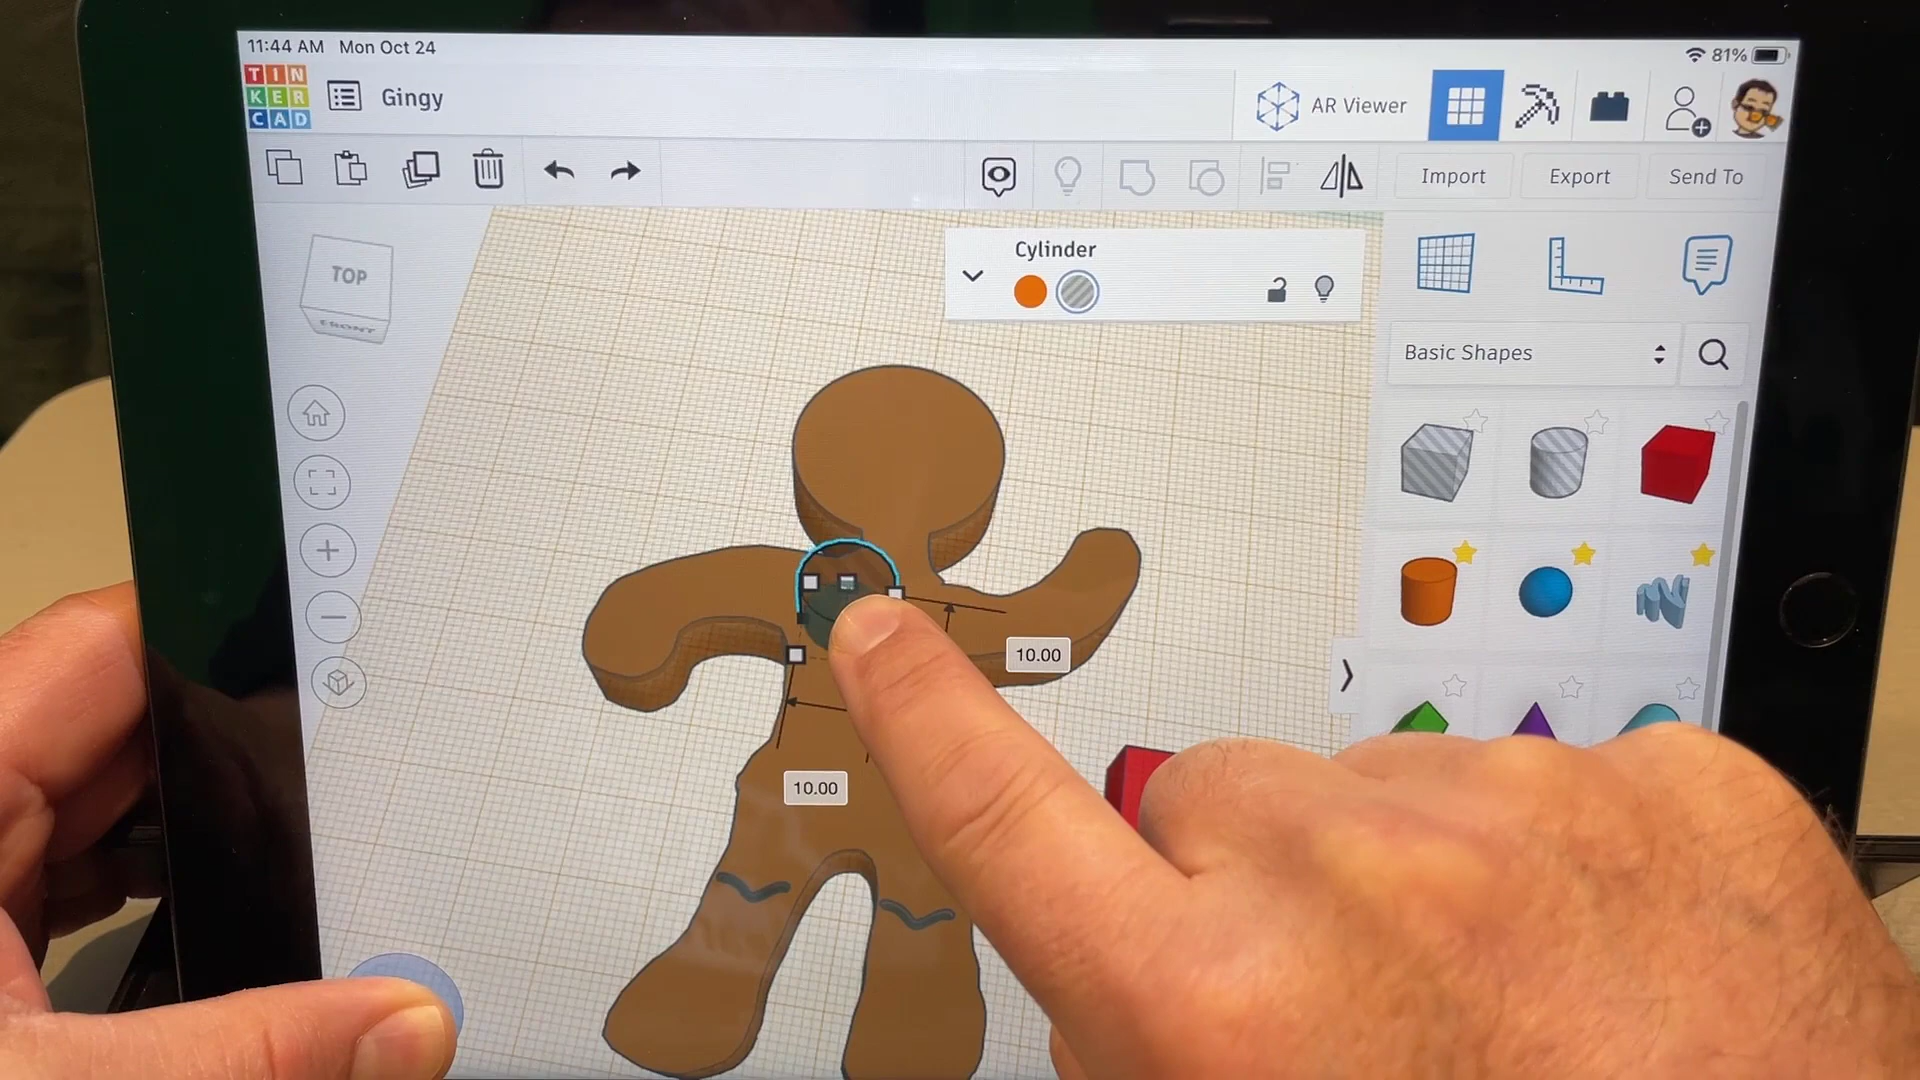 11:44 AM Mon Oct 24
81%
TIN
KER
CAD
Gingy
AR Viewer
Import
Export
Send To
TOP
FRONT
Cylinder
Basic Shapes
10.00
10.00